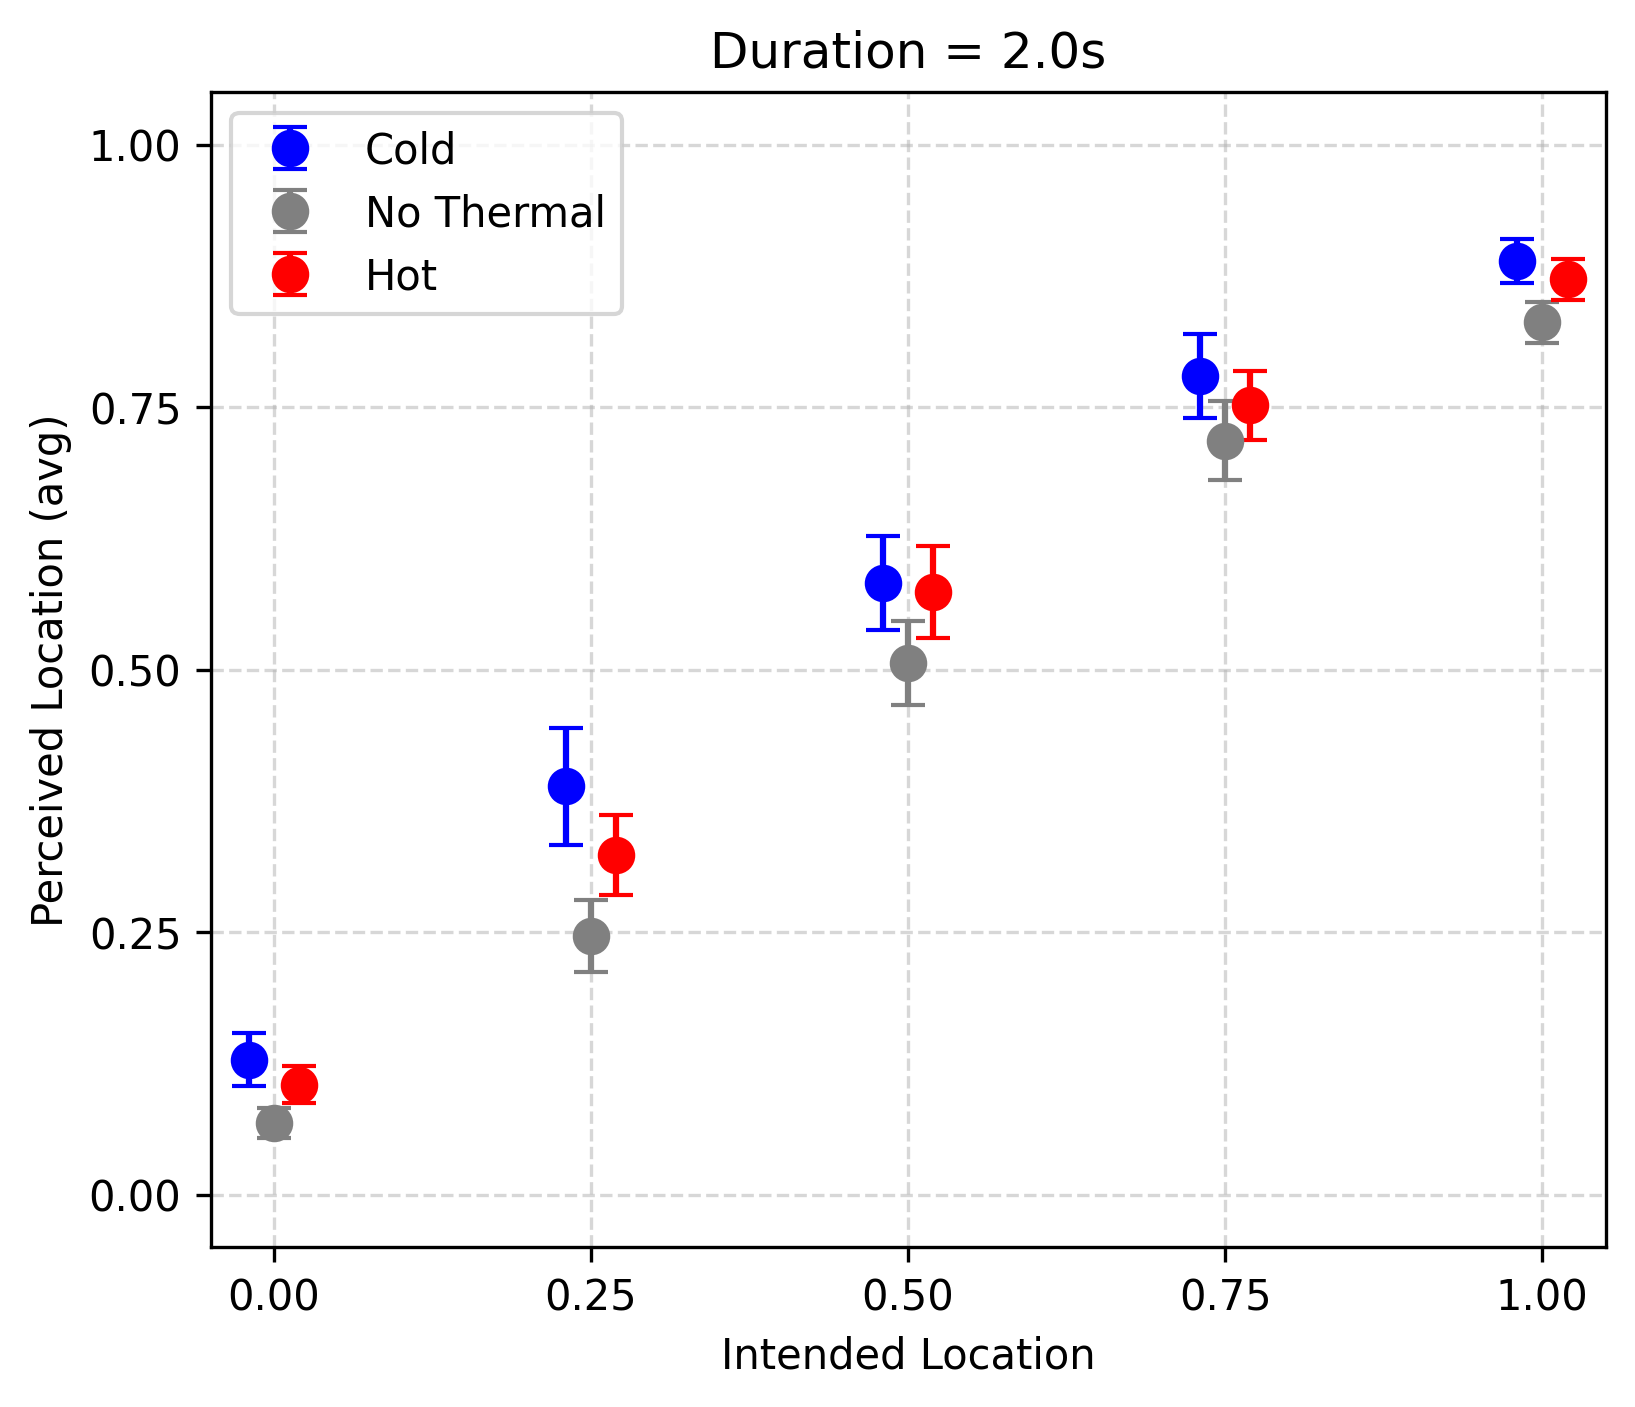 Duration = 2.0s
Cold
No Thermal
Hot
1.00
0.75
0.50
0.25
0.00
Perceived Location (avg)
0.00 0.25 0.50 0.75 1.00
Intended Location